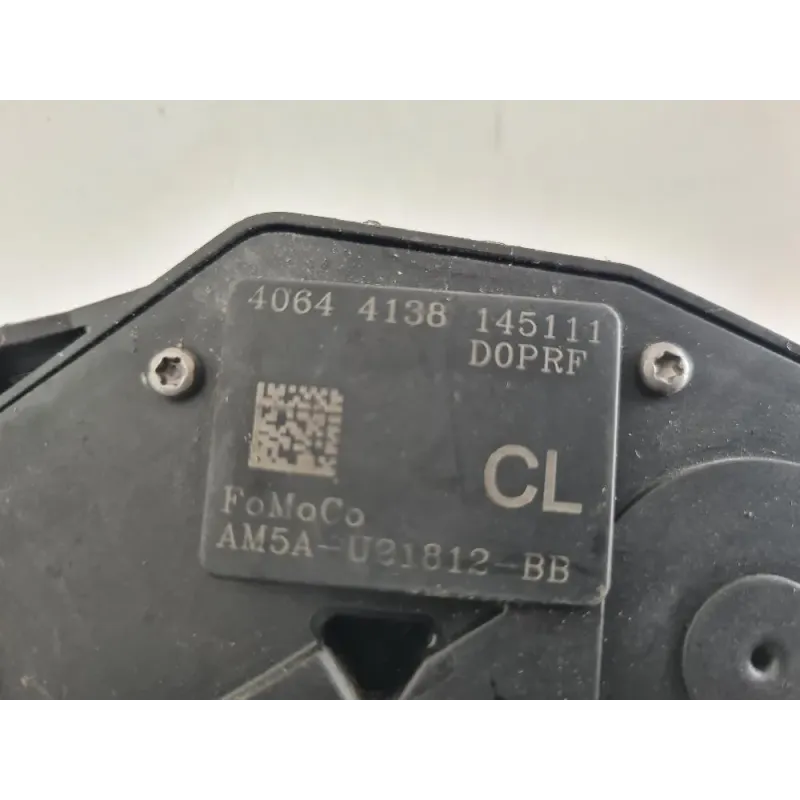 4064 4138 145111
D0PRF
CL
FoMoCo
AM5A-U21812-BB